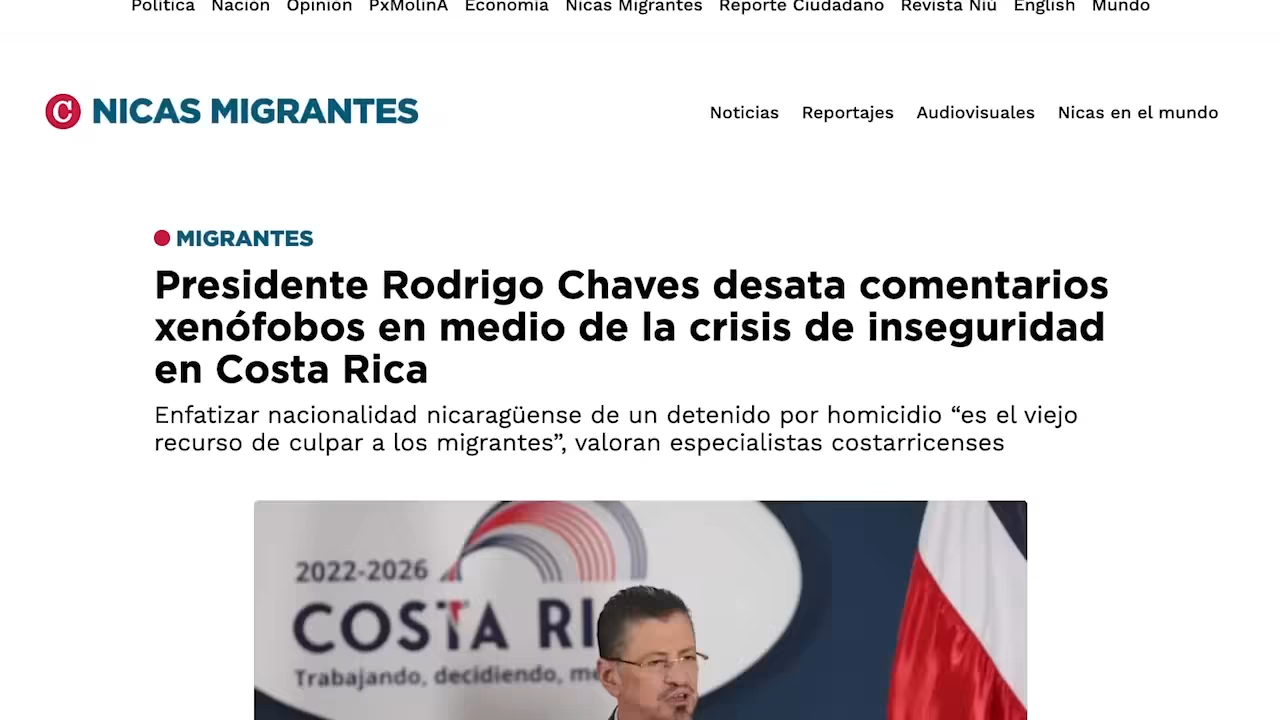 Política Nación Opinión PxMolinA Economía Nicas Migrantes Reporte Ciudadano Revista Niú English Mundo
C NICAS MIGRANTES
Noticias Reportajes Audiovisuales Nicas en el mundo
MIGRANTES
Presidente Rodrigo Chaves desata comentarios
xenófobos en medio de la crisis de inseguridad
en Costa Rica
Enfatizar nacionalidad nicaragüense de un detenido por homicidio “es el viejo
recurso de culpar a los migrantes”, valoran especialistas costarricenses
2022-2026
COSTA RI
Trabajando, decidiendo, me